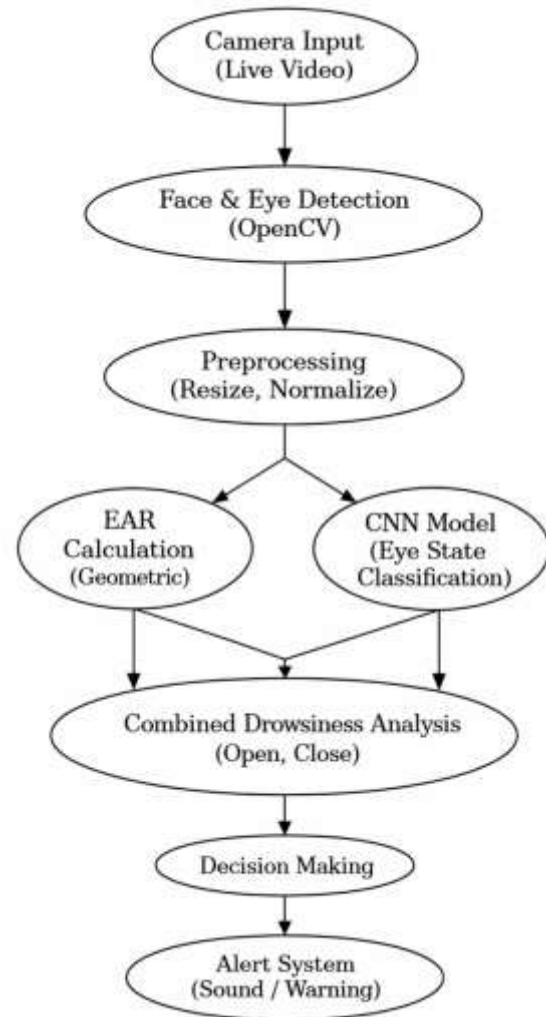 Camera Input
(Live Video)
Face & Eye Detection
(OpenCV)
Preprocessing
(Resize, Normalize)
EAR
Calculation
(Geometric)
CNN Model
(Eye State
Classification)
Combined Drowsiness Analysis
(Open, Close)
Decision Making
Alert System
(Sound / Warning)